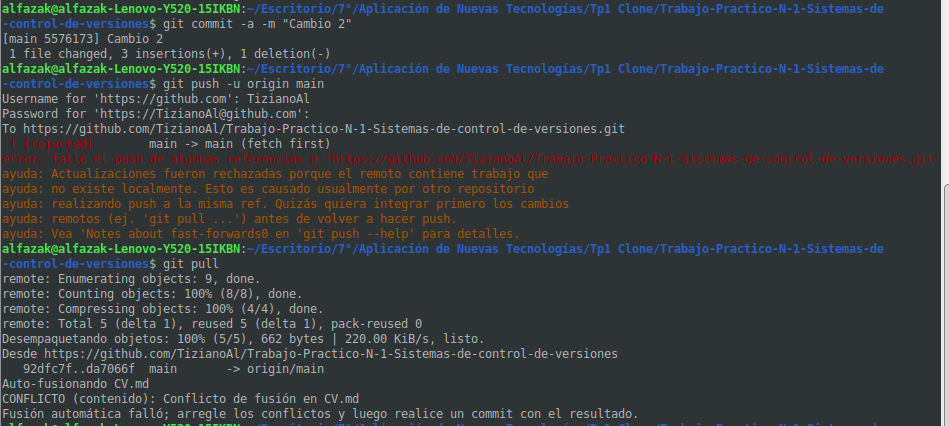 alfazak@alfazak-Lenovo-Y520-15IKBN:~/Escritorio/7°/Aplicación de Nuevas Tecnologías/Tp1 Clone/Trabajo-Practico-N-1-Sistemas-de
-control-de-versiones$ git commit -a -m "Cambio 2"
[main 5576173] Cambio 2
1 file changed, 3 insertions(+), 1 deletion(-)
alfazak@alfazak-Lenovo-Y520-15IKBN:~/Escritorio/7°/Aplicación de Nuevas Tecnologías/Tp1 Clone/Trabajo-Practico-N-1-Sistemas-de
-control-de-versiones$ git push -u origin main
Username for 'https://github.com': TizianoAl
Password for 'https://TizianoAl@github.com':
To https://github.com/TizianoAl/Trabajo-Practico-N-1-Sistemas-de-control-de-versiones.git
! [rejected]        main -> main (fetch first)
error: falló el push de algunas referencias a 'https://github.com/TizianoAl/Trabajo-Practico-N-1-Sistemas-de-control-de-versiones.git'
ayuda: Actualizaciones fueron rechazadas porque el remoto contiene trabajo que
ayuda: no existe localmente. Esto es causado usualmente por otro repositorio
ayuda: realizando push a la misma ref. Quizás quiera integrar primero los cambios
ayuda: remotos (ej. 'git pull ...') antes de volver a hacer push.
ayuda: Vea 'Notes about fast-forwards0 en 'git push --help' para detalles.
alfazak@alfazak-Lenovo-Y520-15IKBN:~/Escritorio/7°/Aplicación de Nuevas Tecnologías/Tp1 Clone/Trabajo-Practico-N-1-Sistemas-de
-control-de-versiones$ git pull
remote: Enumerating objects: 9, done.
remote: Counting objects: 100% (8/8), done.
remote: Compressing objects: 100% (4/4), done.
remote: Total 5 (delta 1), reused 5 (delta 1), pack-reused 0
Desempaquetando objetos: 100% (5/5), 662 bytes | 220.00 KiB/s, listo.
Desde https://github.com/TizianoAl/Trabajo-Practico-N-1-Sistemas-de-control-de-versiones
92dfc7f..da7066f  main       -> origin/main
Auto-fusionando CV.md
CONFLICTO (contenido): Conflicto de fusión en CV.md
Fusión automática falló; arregle los conflictos y luego realice un commit con el resultado.